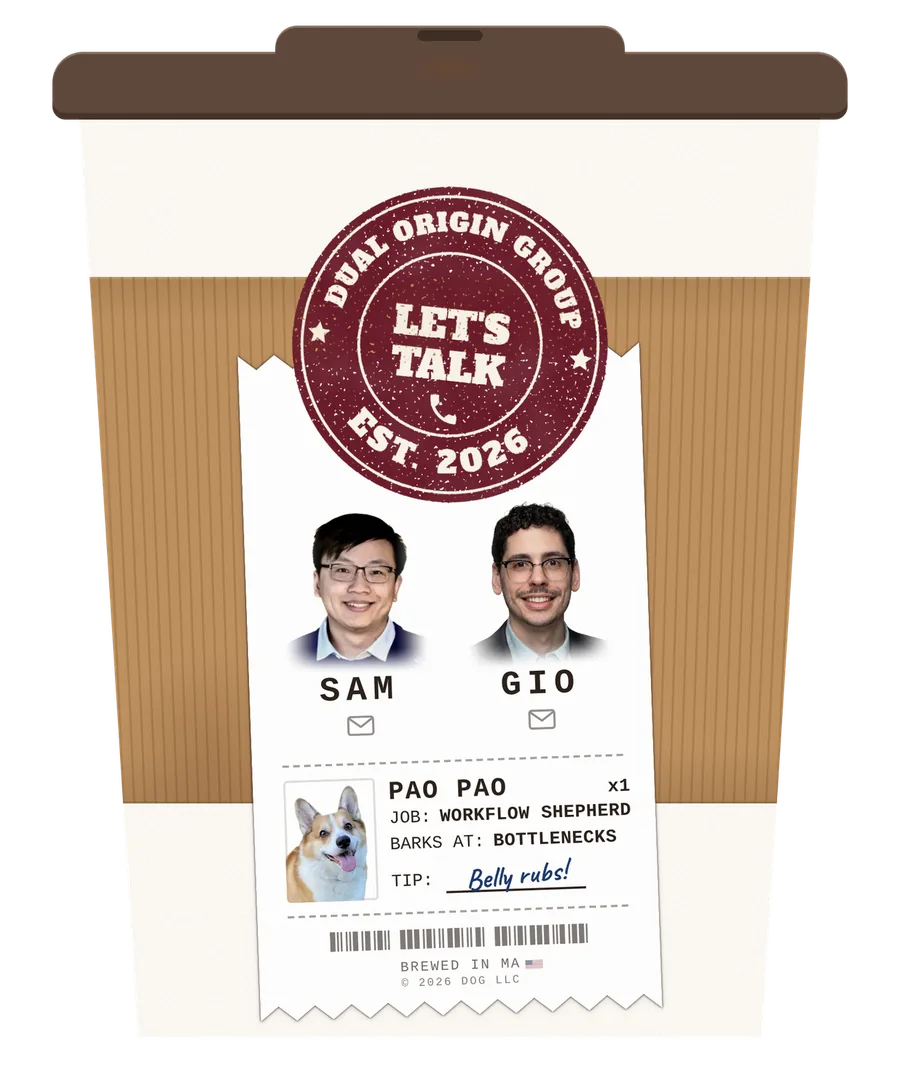 DUAL ORIGIN GROUP
LET'S
TALK
EST. 2026
SAM
GIO
PAO PAO x1
JOB: WORKFLOW SHEPHERD
BARKS AT: BOTTLENECKS
TIP: Belly rubs!
BREWED IN MA
© 2026 DOG LLC